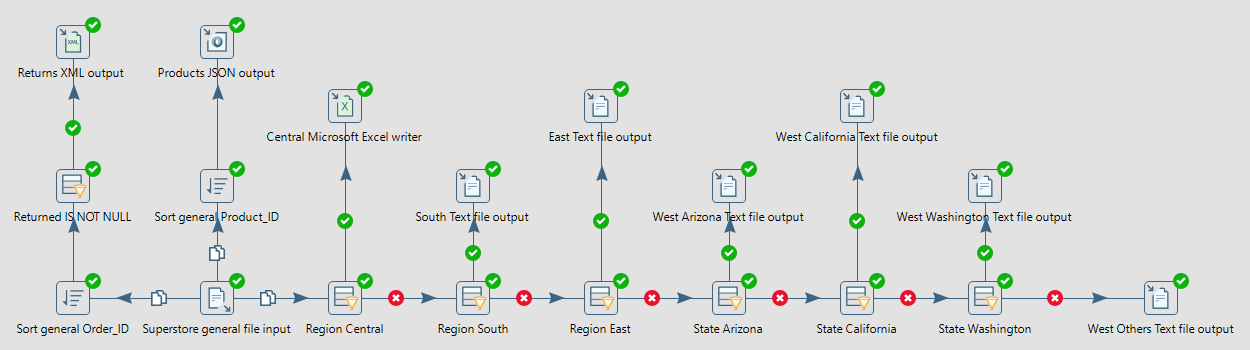 XML
Returns XML output
Products JSON output
X
Central Microsoft Excel writer
East Text file output
West California Text file output
Returned IS NOT NULL
Sort general Product_ID
South Text file output
West Arizona Text file output
West Washington Text file output
Sort general Order_ID
Superstore general file input
Region Central
Region South
Region East
State Arizona
State California
State Washington
West Others Text file output